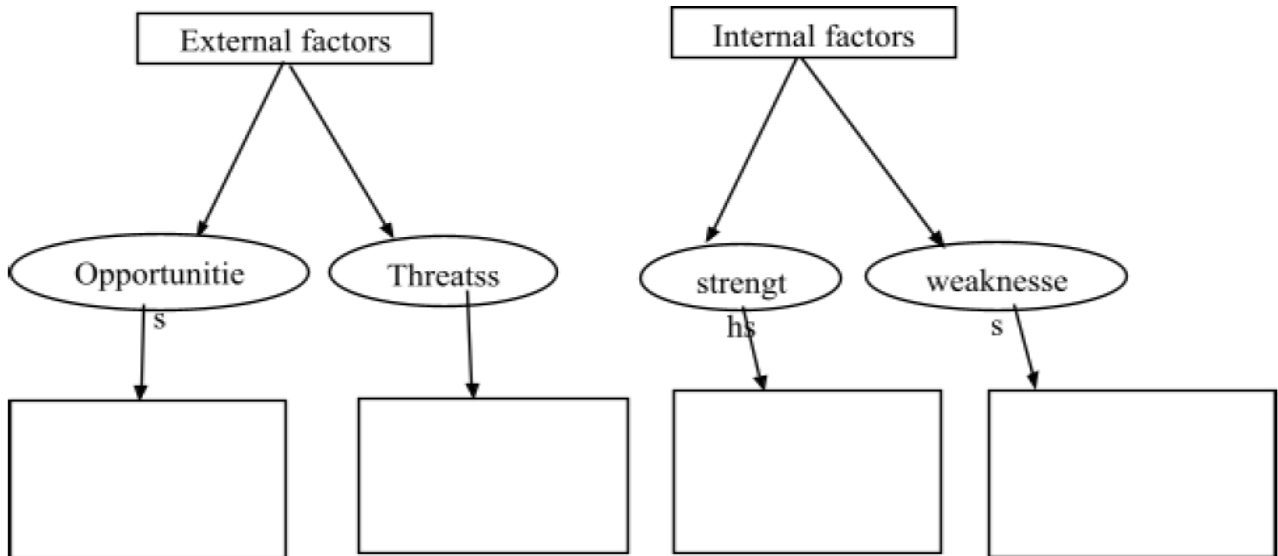 External factors
Internal factors
Opportunitie
s
Threatss
strengt
hs
weaknesse
s